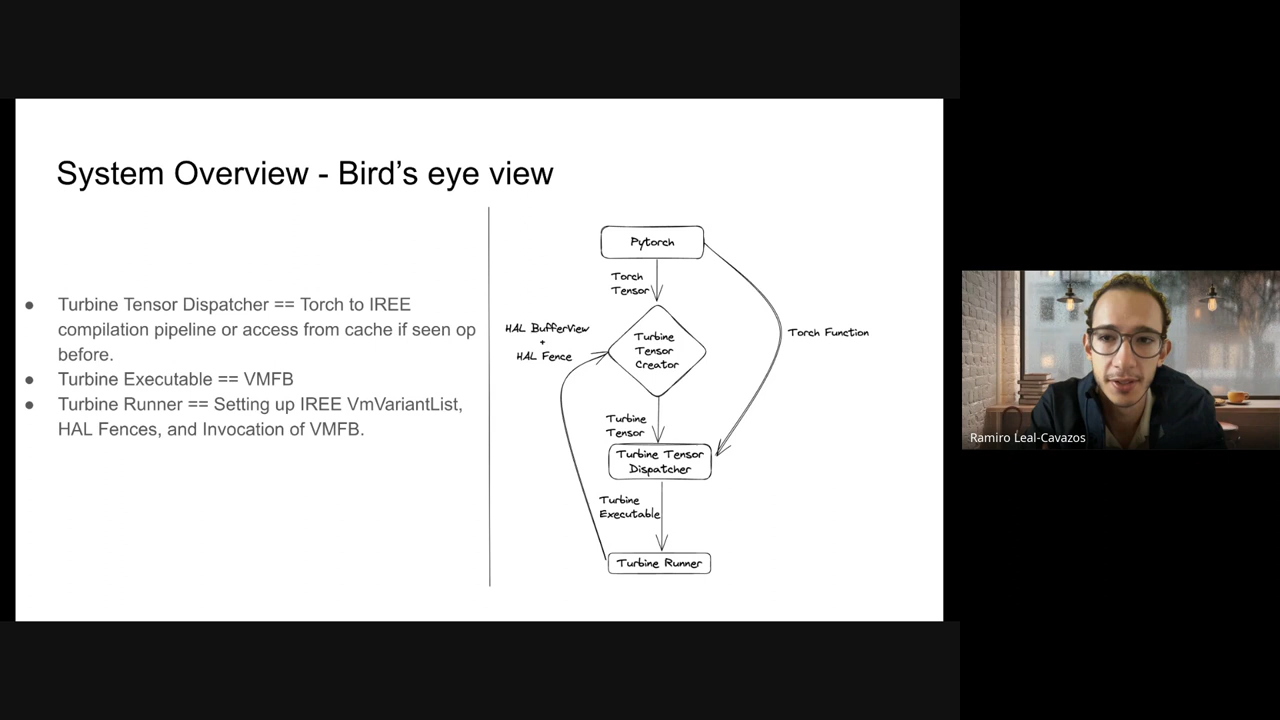 System Overview - Bird’s eye view
● Turbine Tensor Dispatcher == Torch to IREE
compilation pipeline or access from cache if seen op
before.
● Turbine Executable == VMFB
● Turbine Runner == Setting up IREE VmVariantList,
HAL Fences, and Invocation of VMFB.
Pytorch
Torch
Tensor
HAL BufferView
+
HAL Fence
Turbine
Tensor
Creator
Torch Function
Turbine
Tensor
Turbine Tensor
Dispatcher
Turbine
Executable
Turbine Runner
Ramiro Leal-Cavazos